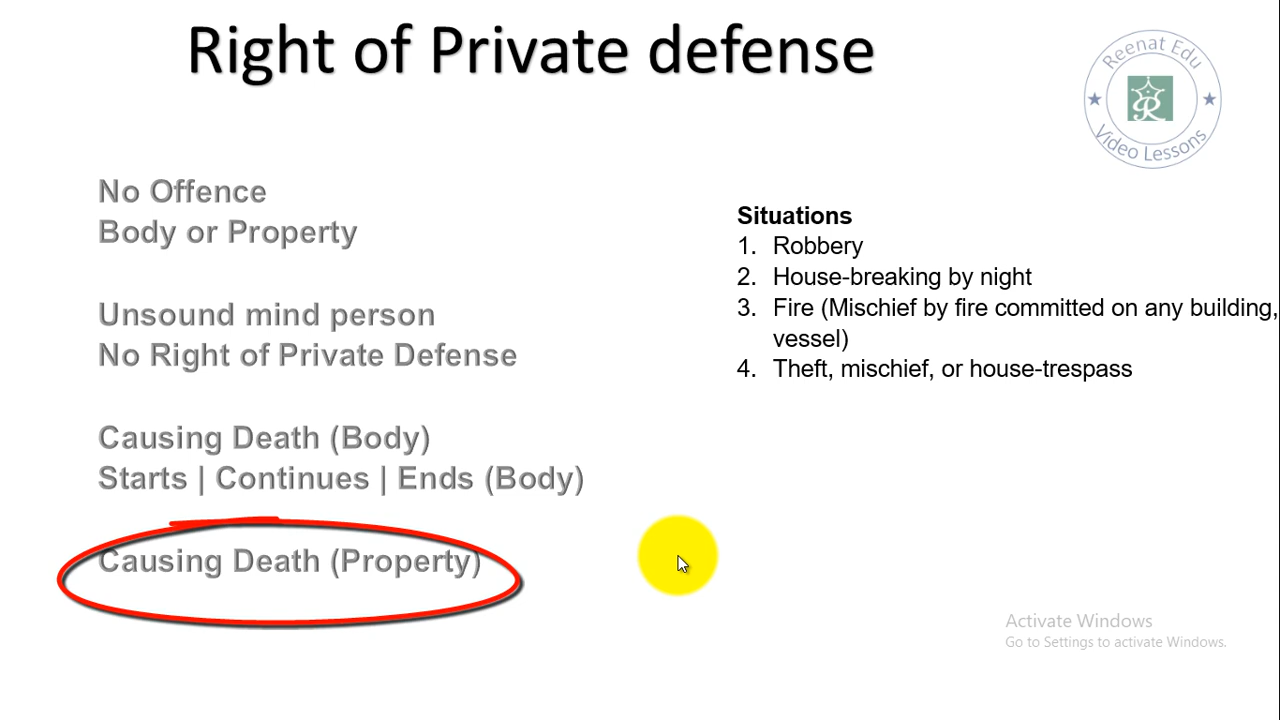 Right of Private defense
Reenat Edu
R
Video Lessons
No Offence
Body or Property
Unsound mind person
No Right of Private Defense
Causing Death (Body)
Starts | Continues | Ends (Body)
Causing Death (Property)
Situations
1. Robbery
2. House-breaking by night
3. Fire (Mischief by fire committed on any building,
vessel)
4. Theft, mischief, or house-trespass
Activate Windows
Go to Settings to activate Windows.